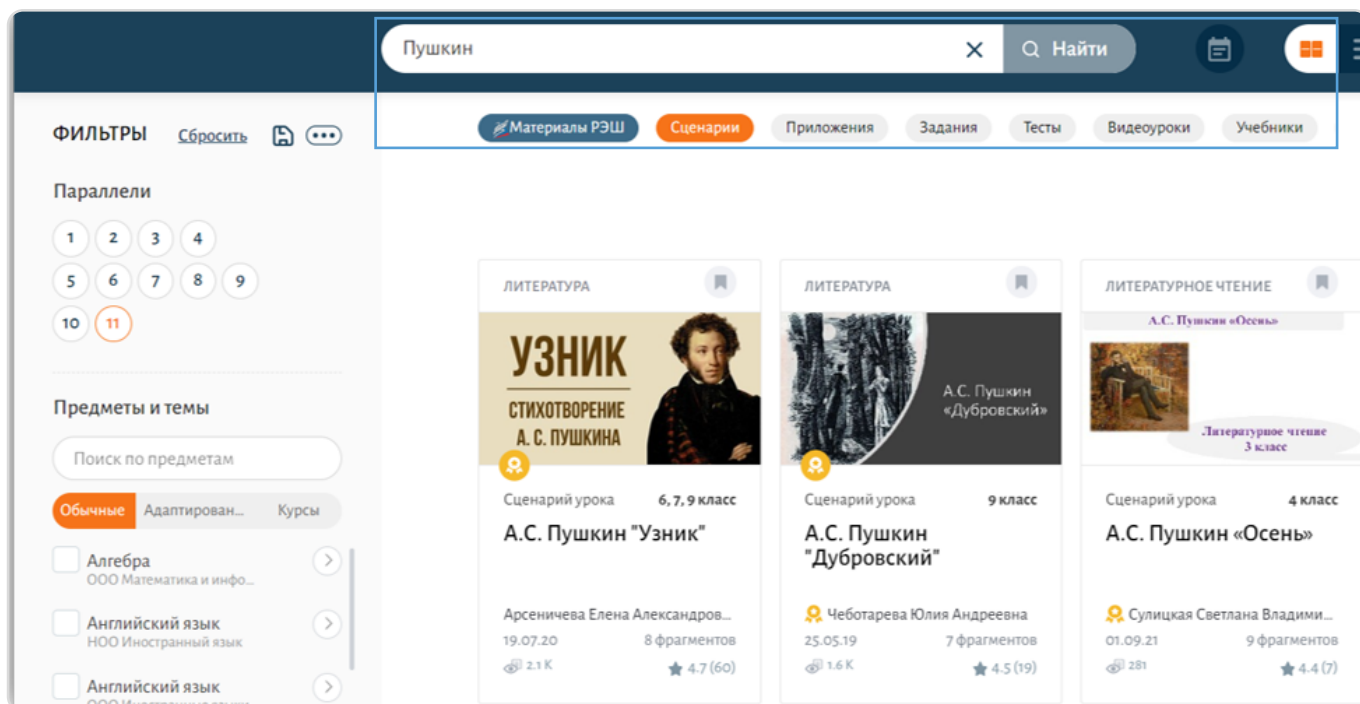 Пушкин
Найти
ФИЛЬТРЫ Сбросить
Материалы РЭШ Сценарии Приложения Задания Тесты Видеоуроки Учебники
Параллели
1 2 3 4
5 6 7 8 9
10 11
Предметы и темы
Поиск по предметам
Обычные Адаптирован... Курсы
Алгебра
ООО Математика и инфо...
Английский язык
НОО Иностранный язык
Английский язык
ЛИТЕРАТУРА
УЗНИК
СТИХОТВОРЕНИЕ
А. С. ПУШКИНА
Сценарий урока 6, 7, 9 класс
А.С. Пушкин "Узник"
Арсеничева Елена Александров...
19.07.20 8 фрагментов
2.1 K 4.7 (60)
ЛИТЕРАТУРА
А.С. Пушкин
«Дубровский»
Сценарий урока 9 класс
А.С. Пушкин
"Дубровский"
Чеботарева Юлия Андреевна
25.05.19 7 фрагментов
1.6 K 4.5 (19)
ЛИТЕРАТУРНОЕ ЧТЕНИЕ
А.С. Пушкин «Осень»
Литературное чтение
3 класс
Сценарий урока 4 класс
А.С. Пушкин «Осень»
Сулицкая Светлана Владими...
01.09.21 9 фрагментов
281 4.4 (7)